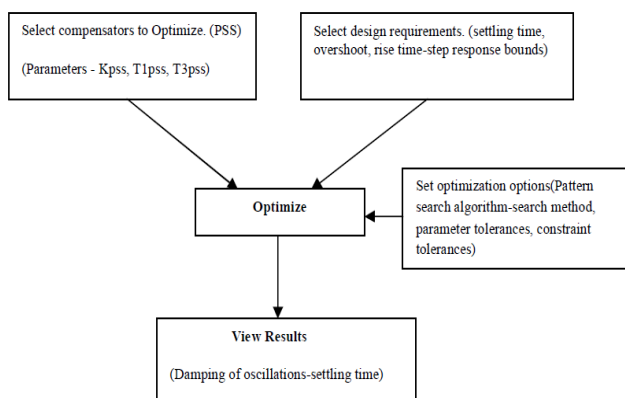 Select compensators to Optimize. (PSS)
(Parameters - Kpss, T1pss, T3pss)
Select design requirements. (settling time,
overshoot, rise time-step response bounds)
Optimize
Set optimization options(Pattern
search algorithm-search method,
parameter tolerances, constraint
tolerances)
View Results
(Damping of oscillations-settling time)